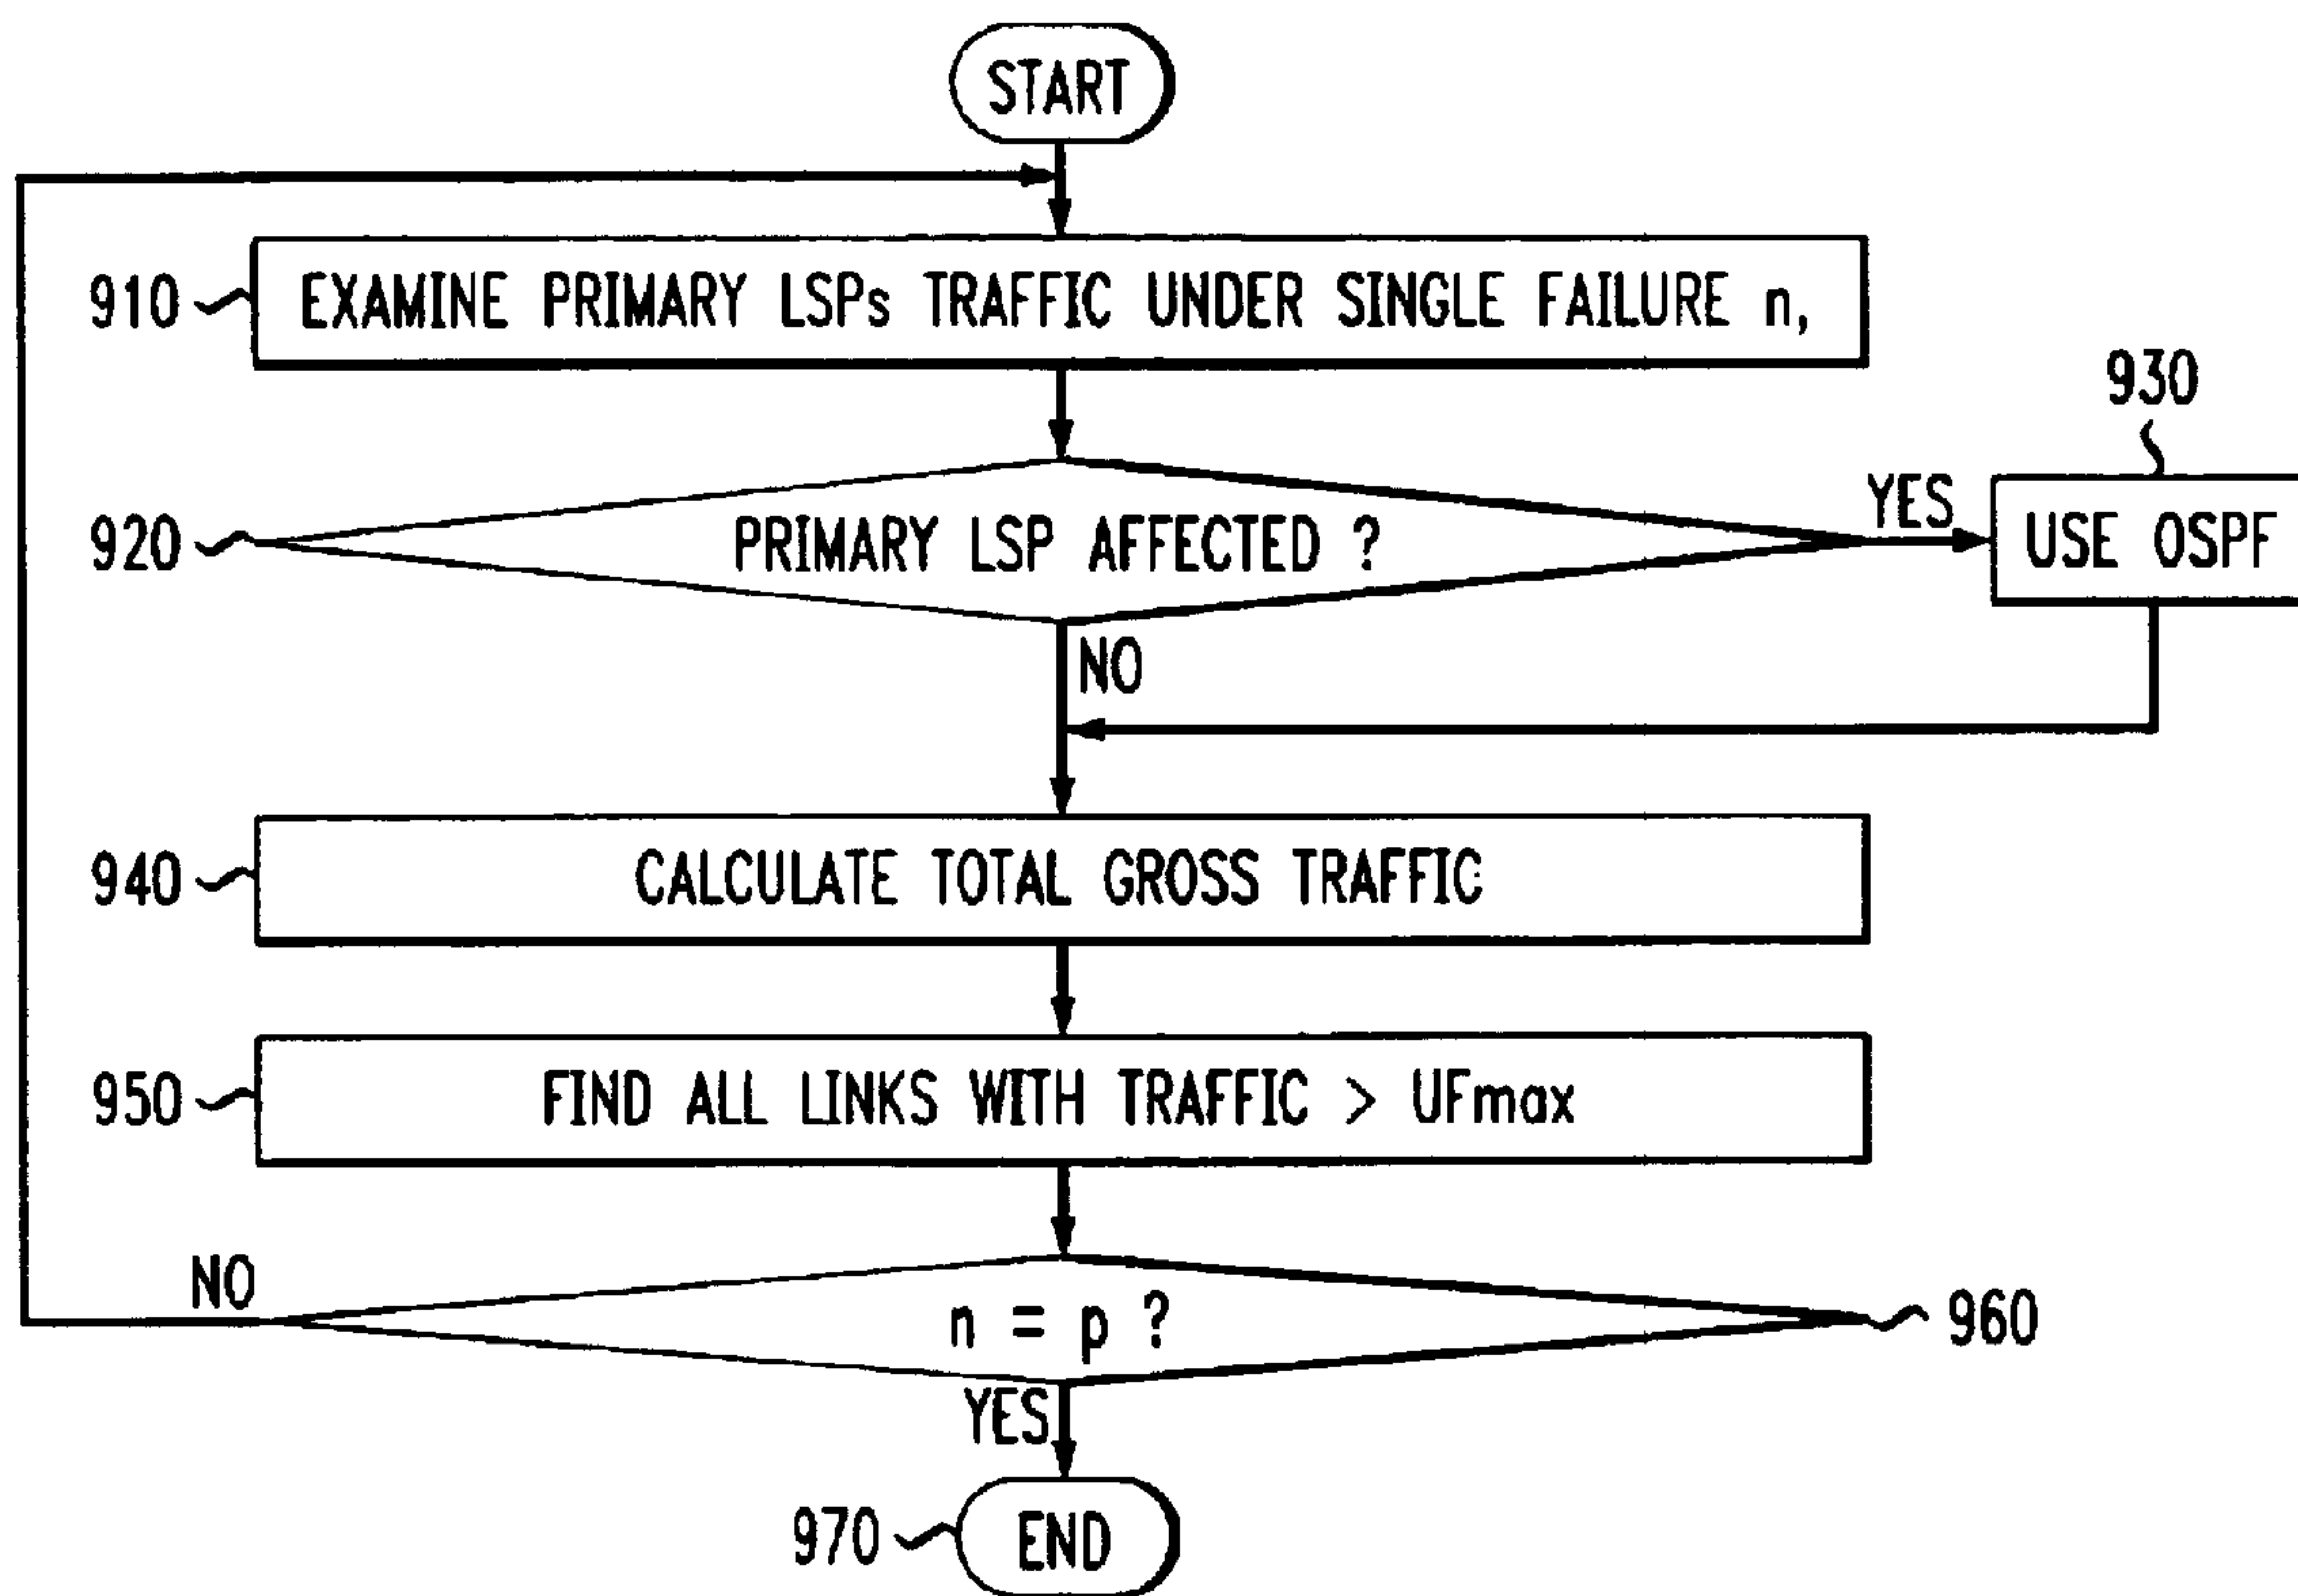 START
910
EXAMINE PRIMARY LSPs TRAFFIC UNDER SINGLE FAILURE n,
930
920
PRIMARY LSP AFFECTED ?
YES
USE OSPF
NO
940
CALCULATE TOTAL GROSS TRAFFIC
950
FIND ALL LINKS WITH TRAFFIC > UFmax
NO
n = p ?
960
YES
970
END